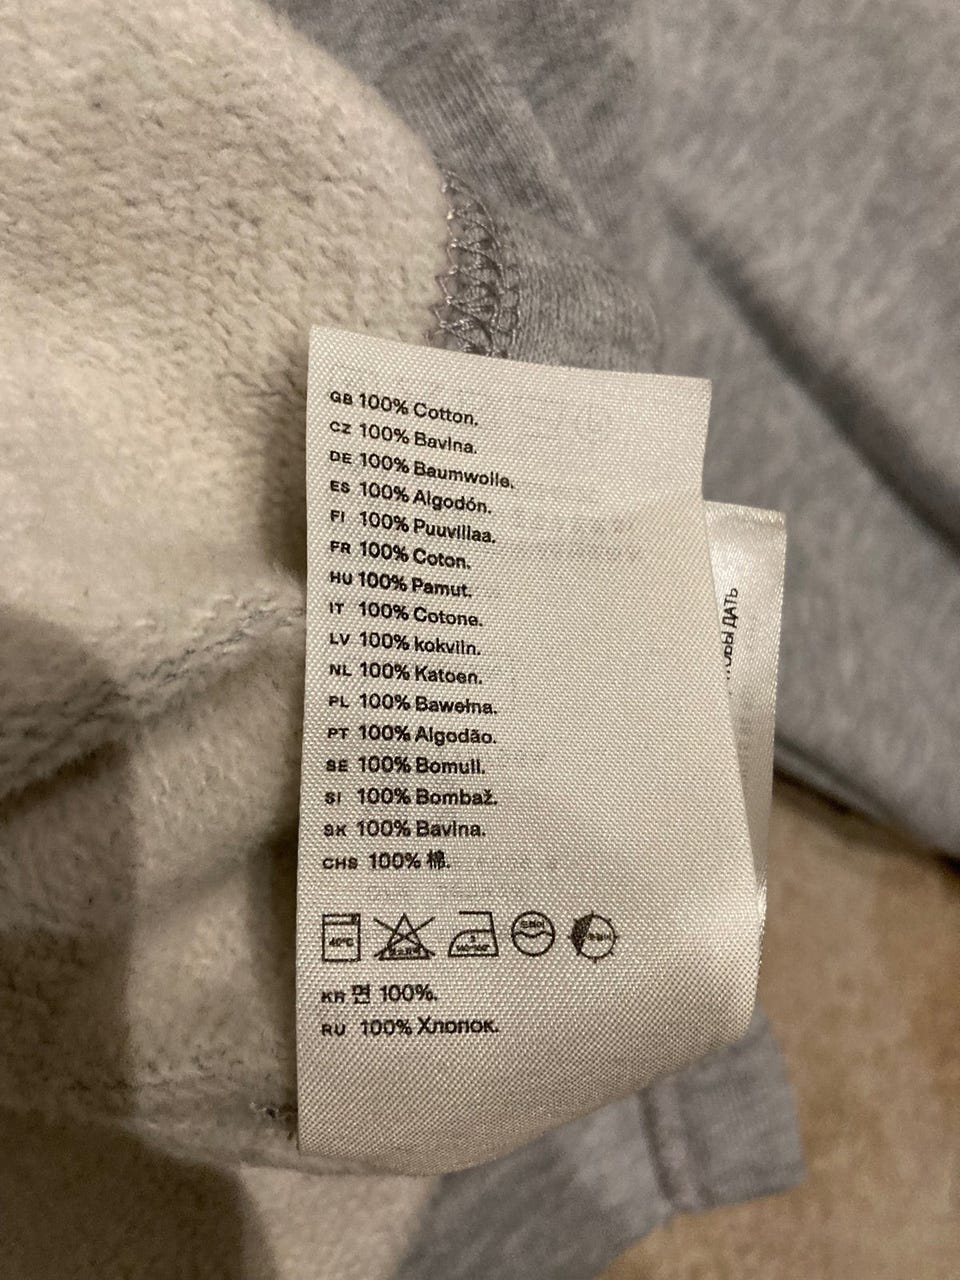 GB 100% Cotton.
CZ 100% Bavlna.
DE 100% Baumwolle.
ES 100% Algodón.
FI 100% Puuvillaa.
FR 100% Coton.
HU 100% Pamut.
IT 100% Cotone.
LV 100% kokviln.
NL 100% Katoen.
PL 100% Bawełna.
PT 100% Algodão.
SE 100% Bomull.
SI 100% Bombaž.
SK 100% Bavlna.
CHS 100% 棉.
40°C
KR 면 100%.
RU 100% Хлопок.
ДАТЬ